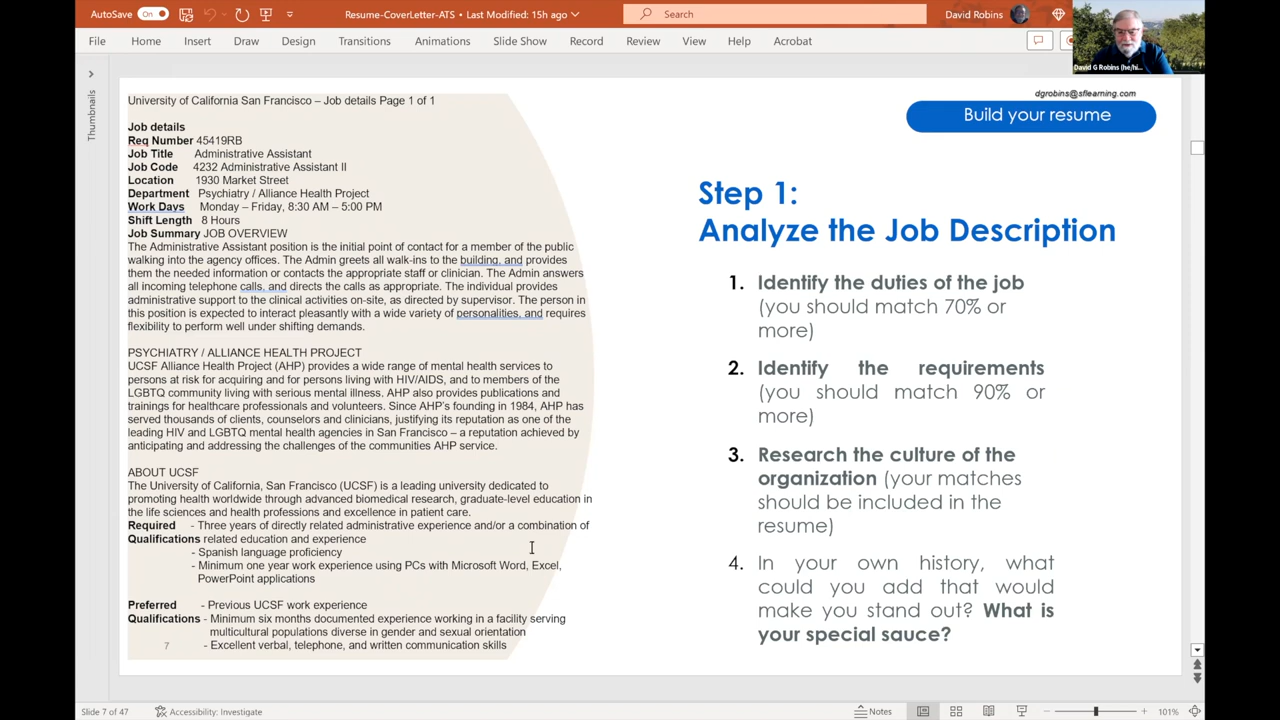 AutoSave On
Resume-CoverLetter-ATS • Last Modified: 15h ago
Search
David Robins
File Home Insert Draw Design Transitions Animations Slide Show Record Review View Help Acrobat
David G Robins (he/hi...
Thumbnails
University of California San Francisco – Job details Page 1 of 1
Job details
Req Number 45419RB
Job Title Administrative Assistant
Job Code 4232 Administrative Assistant II
Location 1930 Market Street
Department Psychiatry / Alliance Health Project
Work Days Monday – Friday, 8:30 AM – 5:00 PM
Shift Length 8 Hours
Job Summary JOB OVERVIEW
The Administrative Assistant position is the initial point of contact for a member of the public
walking into the agency offices. The Admin greets all walk-ins to the building, and provides
them the needed information or contacts the appropriate staff or clinician. The Admin answers
all incoming telephone calls, and directs the calls as appropriate. The individual provides
administrative support to the clinical activities on-site, as directed by supervisor. The person in
this position is expected to interact pleasantly with a wide variety of personalities, and requires
flexibility to perform well under shifting demands.
PSYCHIATRY / ALLIANCE HEALTH PROJECT
UCSF Alliance Health Project (AHP) provides a wide range of mental health services to
persons at risk for acquiring and for persons living with HIV/AIDS, and to members of the
LGBTQ community living with serious mental illness. AHP also provides publications and
trainings for healthcare professionals and volunteers. Since AHP's founding in 1984, AHP has
served thousands of clients, counselors and clinicians, justifying its reputation as one of the
leading HIV and LGBTQ mental health agencies in San Francisco – a reputation achieved by
anticipating and addressing the challenges of the communities AHP service.
ABOUT UCSF
The University of California, San Francisco (UCSF) is a leading university dedicated to
promoting health worldwide through advanced biomedical research, graduate-level education in
the life sciences and health professions and excellence in patient care.
Required - Three years of directly related administrative experience and/or a combination of
Qualifications related education and experience
- Spanish language proficiency
- Minimum one year work experience using PCs with Microsoft Word, Excel,
PowerPoint applications
Preferred - Previous UCSF work experience
Qualifications - Minimum six months documented experience working in a facility serving
multicultural populations diverse in gender and sexual orientation
- Excellent verbal, telephone, and written communication skills
7
dgrobins@sflearning.com
Build your resume
Step 1:
Analyze the Job Description
1. Identify the duties of the job
(you should match 70% or
more)
2. Identify the requirements
(you should match 90% or
more)
3. Research the culture of the
organization (your matches
should be included in the
resume)
4. In your own history, what
could you add that would
make you stand out? What is
your special sauce?
Slide 7 of 47
Accessibility: Investigate
Notes
101%